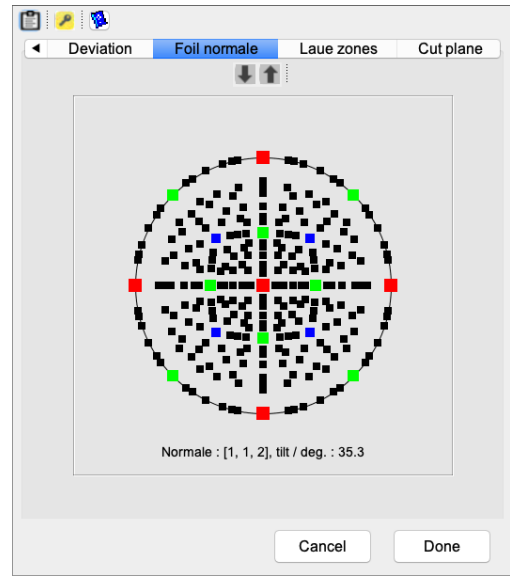 Deviation Foil normale Laue zones Cut plane
Normale : [1, 1, 2], tilt / deg. : 35.3
Cancel Done